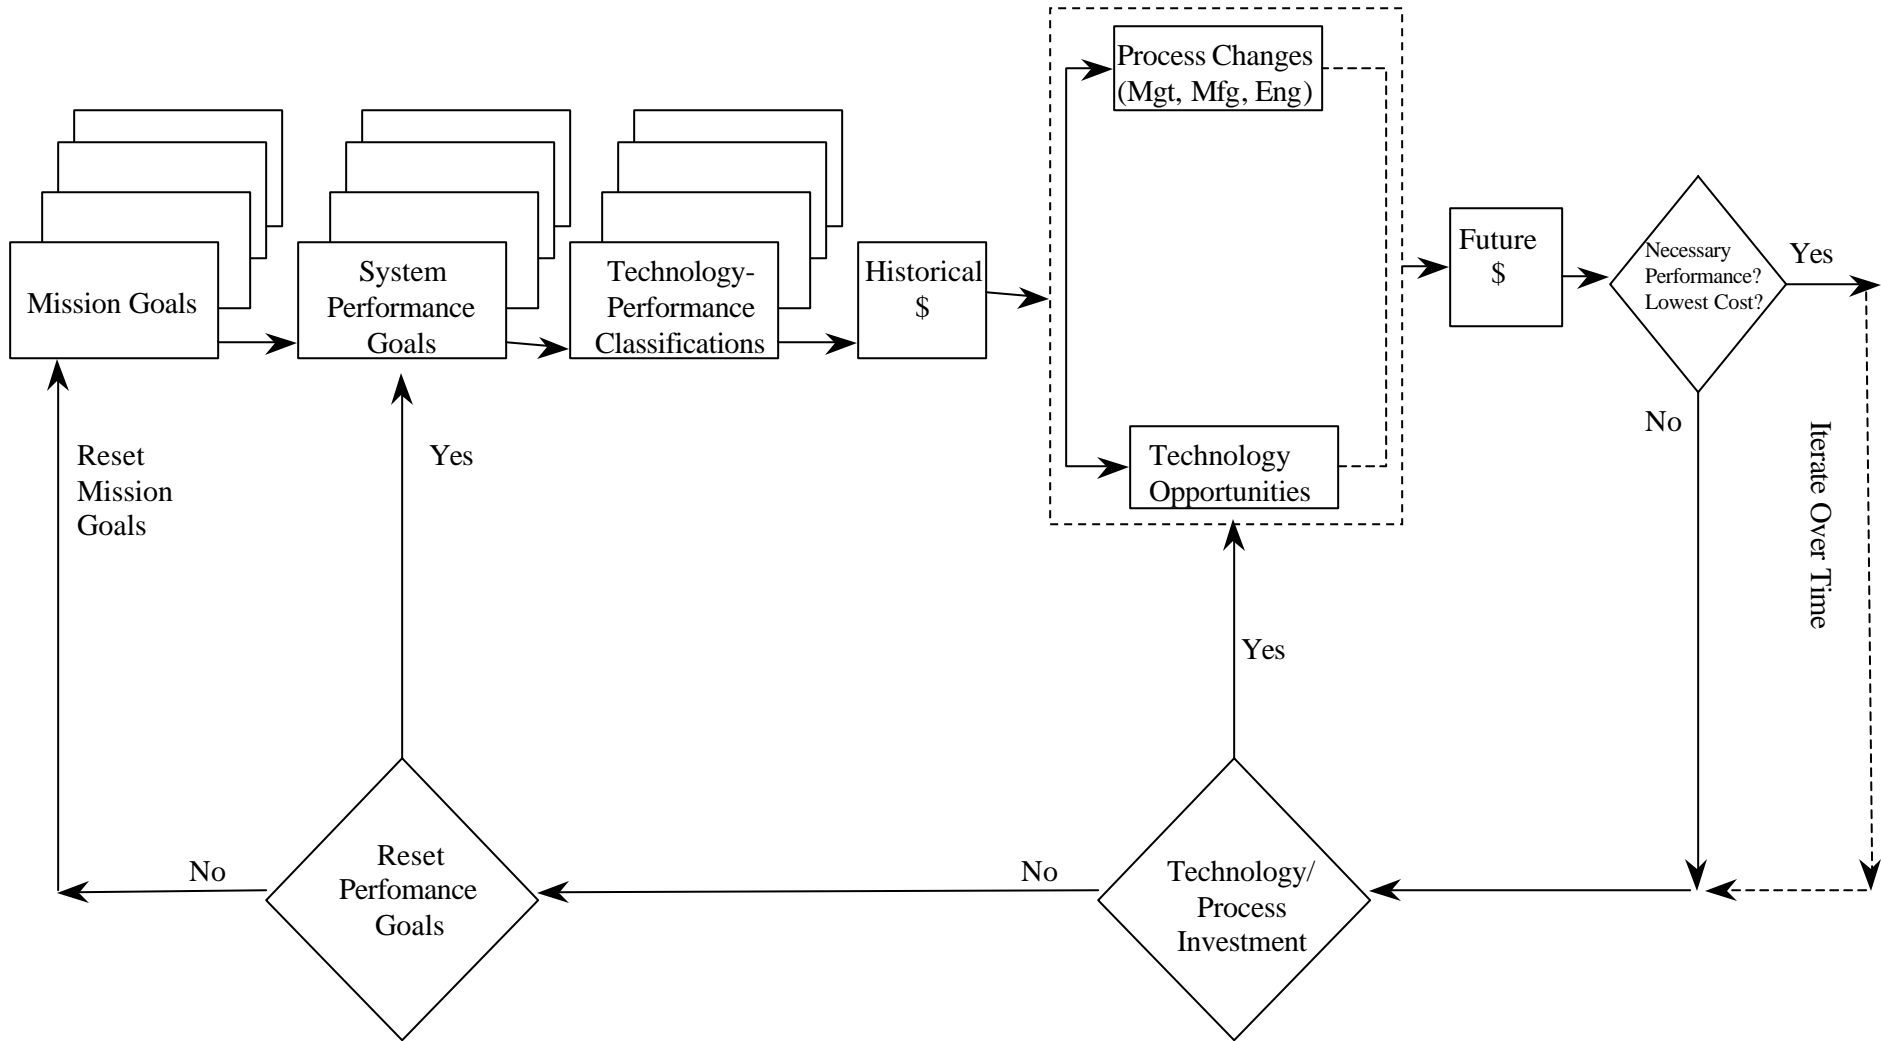 Process Changes
(Mgt, Mfg, Eng)
Mission Goals
System
Performance
Goals
Technology-
Performance
Classifications
Historical
$
Future
$
Necessary
Performance?
Lowest Cost?
Yes
No
Reset
Mission
Goals
Yes
Technology
Opportunities
Iterate Over Time
Yes
No
Reset
Perfomance
Goals
No
Technology/
Process
Investment